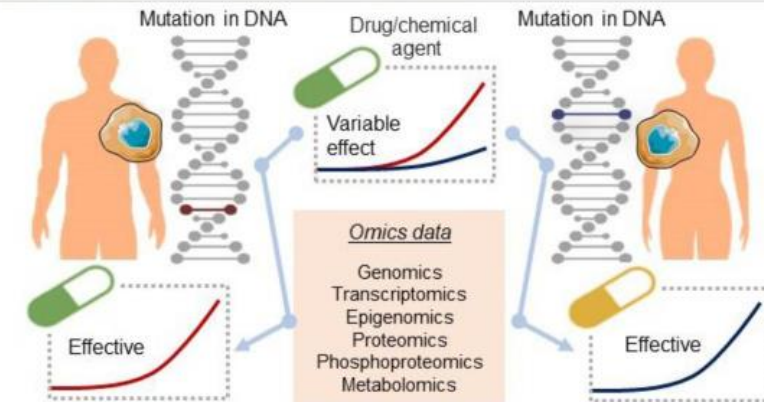 Mutation in DNA
Drug/chemical
agent
Mutation in DNA
Variable
effect
Omics data
Genomics
Transcriptomics
Epigenomics
Proteomics
Phosphoproteomics
Metabolomics
Effective
Effective